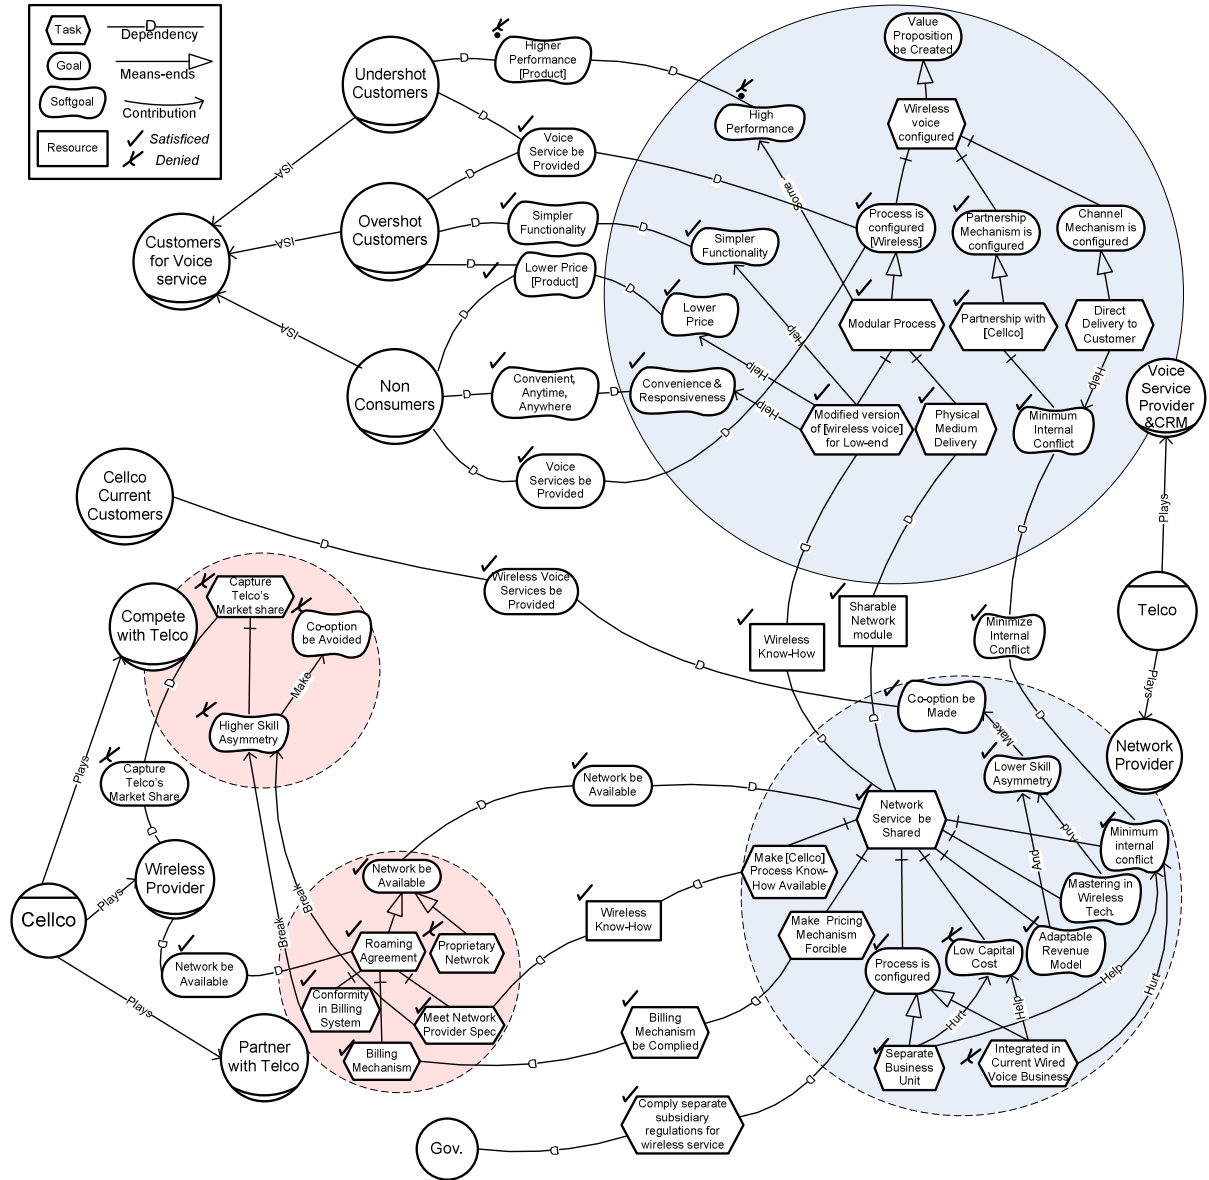 Task
D
Dependency
Goal
Means-ends
Softgoal
Contribution
Resource
Satisficed
Denied
Undershot
Customers
D
Higher
Performance
[Product]
D
Value
Proposition
be Created
High
Performance
Wireless
voice
configured
D
Voice
Service be
Provided
D
ISA
Overshot
Customers
D
D
Simpler
Functionality
D
Simpler
Functionality
Some
Process is
configured
[Wireless]
Partnership
Mechanism is
configured
Channel
Mechanism is
configured
Customers
for Voice
service
ISA
D
Lower Price
[Product]
D
Lower
Price
Modular Process
Partnership with
[Cellco]
Direct
Delivery to
Customer
ISA
D
Help
Help
Help
Help
Non
Consumers
D
Convenient,
Anytime,
Anywhere
D
Convenience &
Responsiveness
Modified version
of [wireless voice]
for Low-end
Physical
Medium
Delivery
Minimum
Internal
Conflict
Voice
Service
Provider
&CRM
D
D
Voice
Services be
Provided
Cellco
Current
Customers
D
D
D
D
Plays
Wireless Voice
Services be
Provided
Capture
Telco's
Market share
Co-option
be Avoided
Compete
with Telco
Wireless
Know-How
Sharable
Network
module
Minimize
Internal
Conflict
Telco
D
Make
D
Plays
Higher Skill
Asymmetry
Co-option be
Made
D
D
D
Make
Lower Skill
Asymmetry
Network
Provider
Plays
Capture
Telco's
Market Share
Network be
Available
D
D
D
Network
Service be
Shared
And
And
Minimum
internal
conflict
Wireless
Provider
Network be
Available
Make [Cellco]
Process Know-
How Available
Mastering in
Wireless
Tech.
Cellco
Plays
Break
Break
D
Wireless
Know-How
Make Pricing
Mechanism
Forcible
D
Roaming
Agreement
Proprietary
Netwrok
Low Capital
Cost
Adaptable
Revenue
Model
Network be
Available
D
D
Process is
configured
Help
Hurt
Plays
Conformity
in Billing
System
Meet Network
Provider Spec
D
Billing
Mechanism
be Complied
Hurt
Help
Partner
with Telco
Billing
Mechanism
D
Separate
Business
Unit
Integrated in
Current Wired
Voice Business
D
Comply separate
subsidiary
regulations for
wireless service
Gov.
D